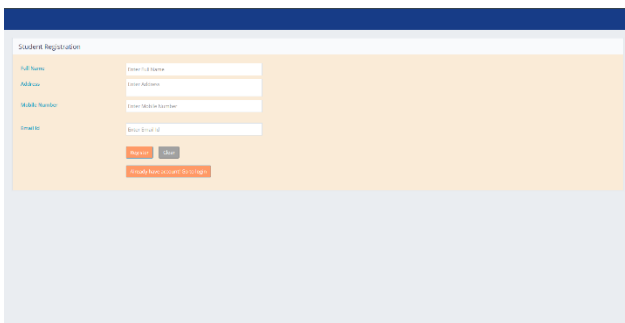 Student Registration
Full Name
Enter Full Name
Address
Enter Address
Mobile Number
Enter Mobile Number
Email Id
Enter Email Id
Register Clear
Already have account? Go to login